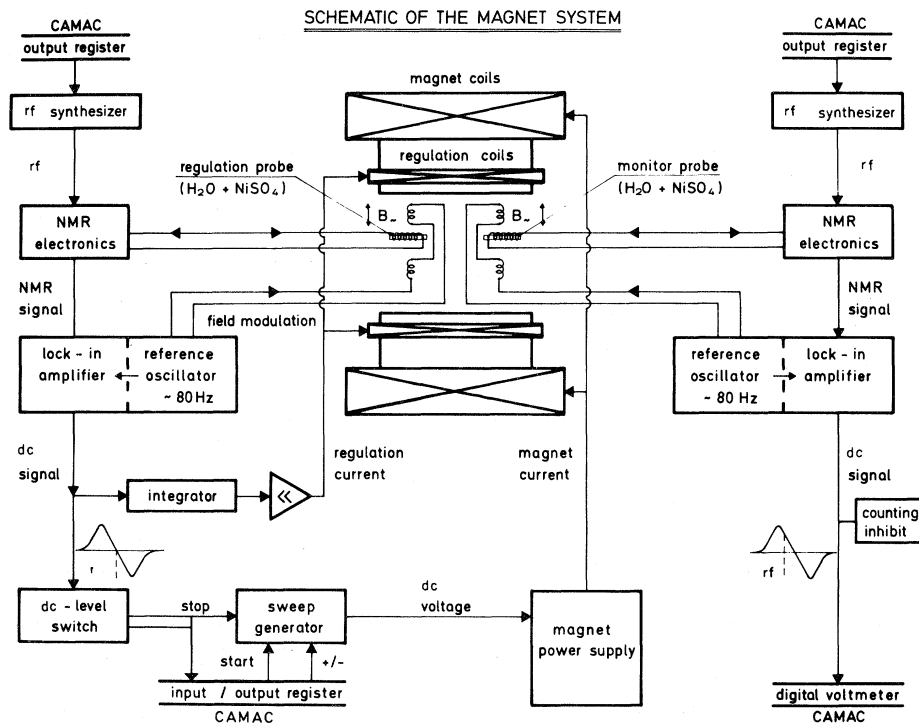 SCHEMATIC OF THE MAGNET SYSTEM
CAMAC
output register
rf synthesizer
rf
NMR
electronics
NMR
signal
lock - in
amplifier
reference
oscillator
~ 80 Hz
dc
signal
integrator
«
r
dc - level
switch
stop
sweep
generator
start
+/-
input / output register
CAMAC
magnet coils
regulation coils
regulation probe
(H₂O + NiSO₄)
monitor probe
(H₂O + NiSO₄)
B~
B~
field modulation
regulation
current
magnet
current
dc
voltage
magnet
power supply
CAMAC
output register
rf synthesizer
rf
NMR
electronics
NMR
signal
reference
oscillator
~ 80 Hz
lock - in
amplifier
dc
signal
counting
inhibit
rf
digital voltmeter
CAMAC